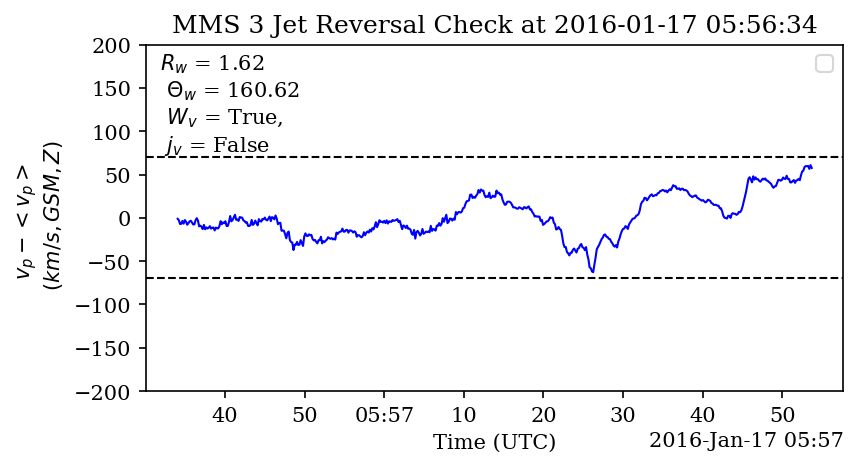 MMS 3 Jet Reversal Check at 2016-01-17 05:56:34
R_w = 1.62
Θ_w = 160.62
W_v = True,
j_v = False
v_p − < v_p >
(km/s, GSM, Z)
200
150
100
50
0
−50
−100
−150
−200
40 50 05:57 10 20 30 40 50
Time (UTC)
2016-Jan-17 05:57